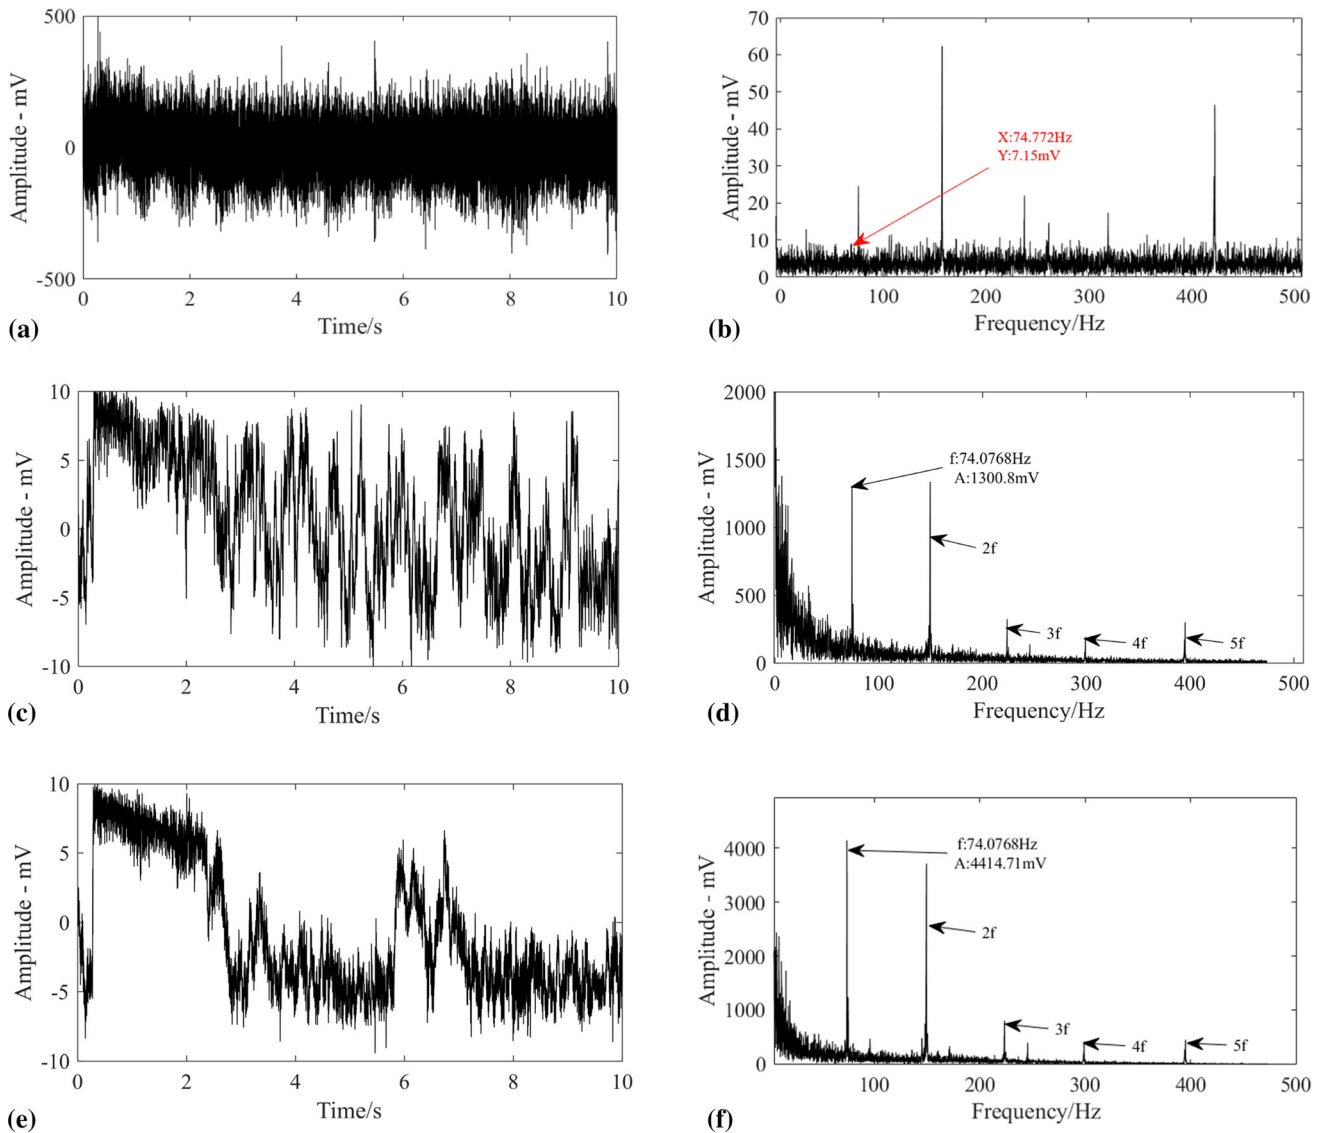 500
0
-500
Amplitude - mV
0 2 4 6 8 10
Time/s
(a)
70
60
50
40
30
20
10
0
Amplitude - mV
X:74.772Hz
Y:7.15mV
0 100 200 300 400 500
Frequency/Hz
(b)
10
5
0
-5
-10
Amplitude - mV
0 2 4 6 8 10
Time/s
(c)
2000
1500
1000
500
0
Amplitude - mV
f:74.0768Hz
A:1300.8mV
2f
3f
4f
5f
0 100 200 300 400 500
Frequency/Hz
(d)
10
5
0
-5
-10
Amplitude - mV
0 2 4 6 8 10
Time/s
(e)
4000
3000
2000
1000
0
Amplitude - mV
f:74.0768Hz
A:4414.71mV
2f
3f
4f
5f
100 200 300 400 500
Frequency/Hz
(f)